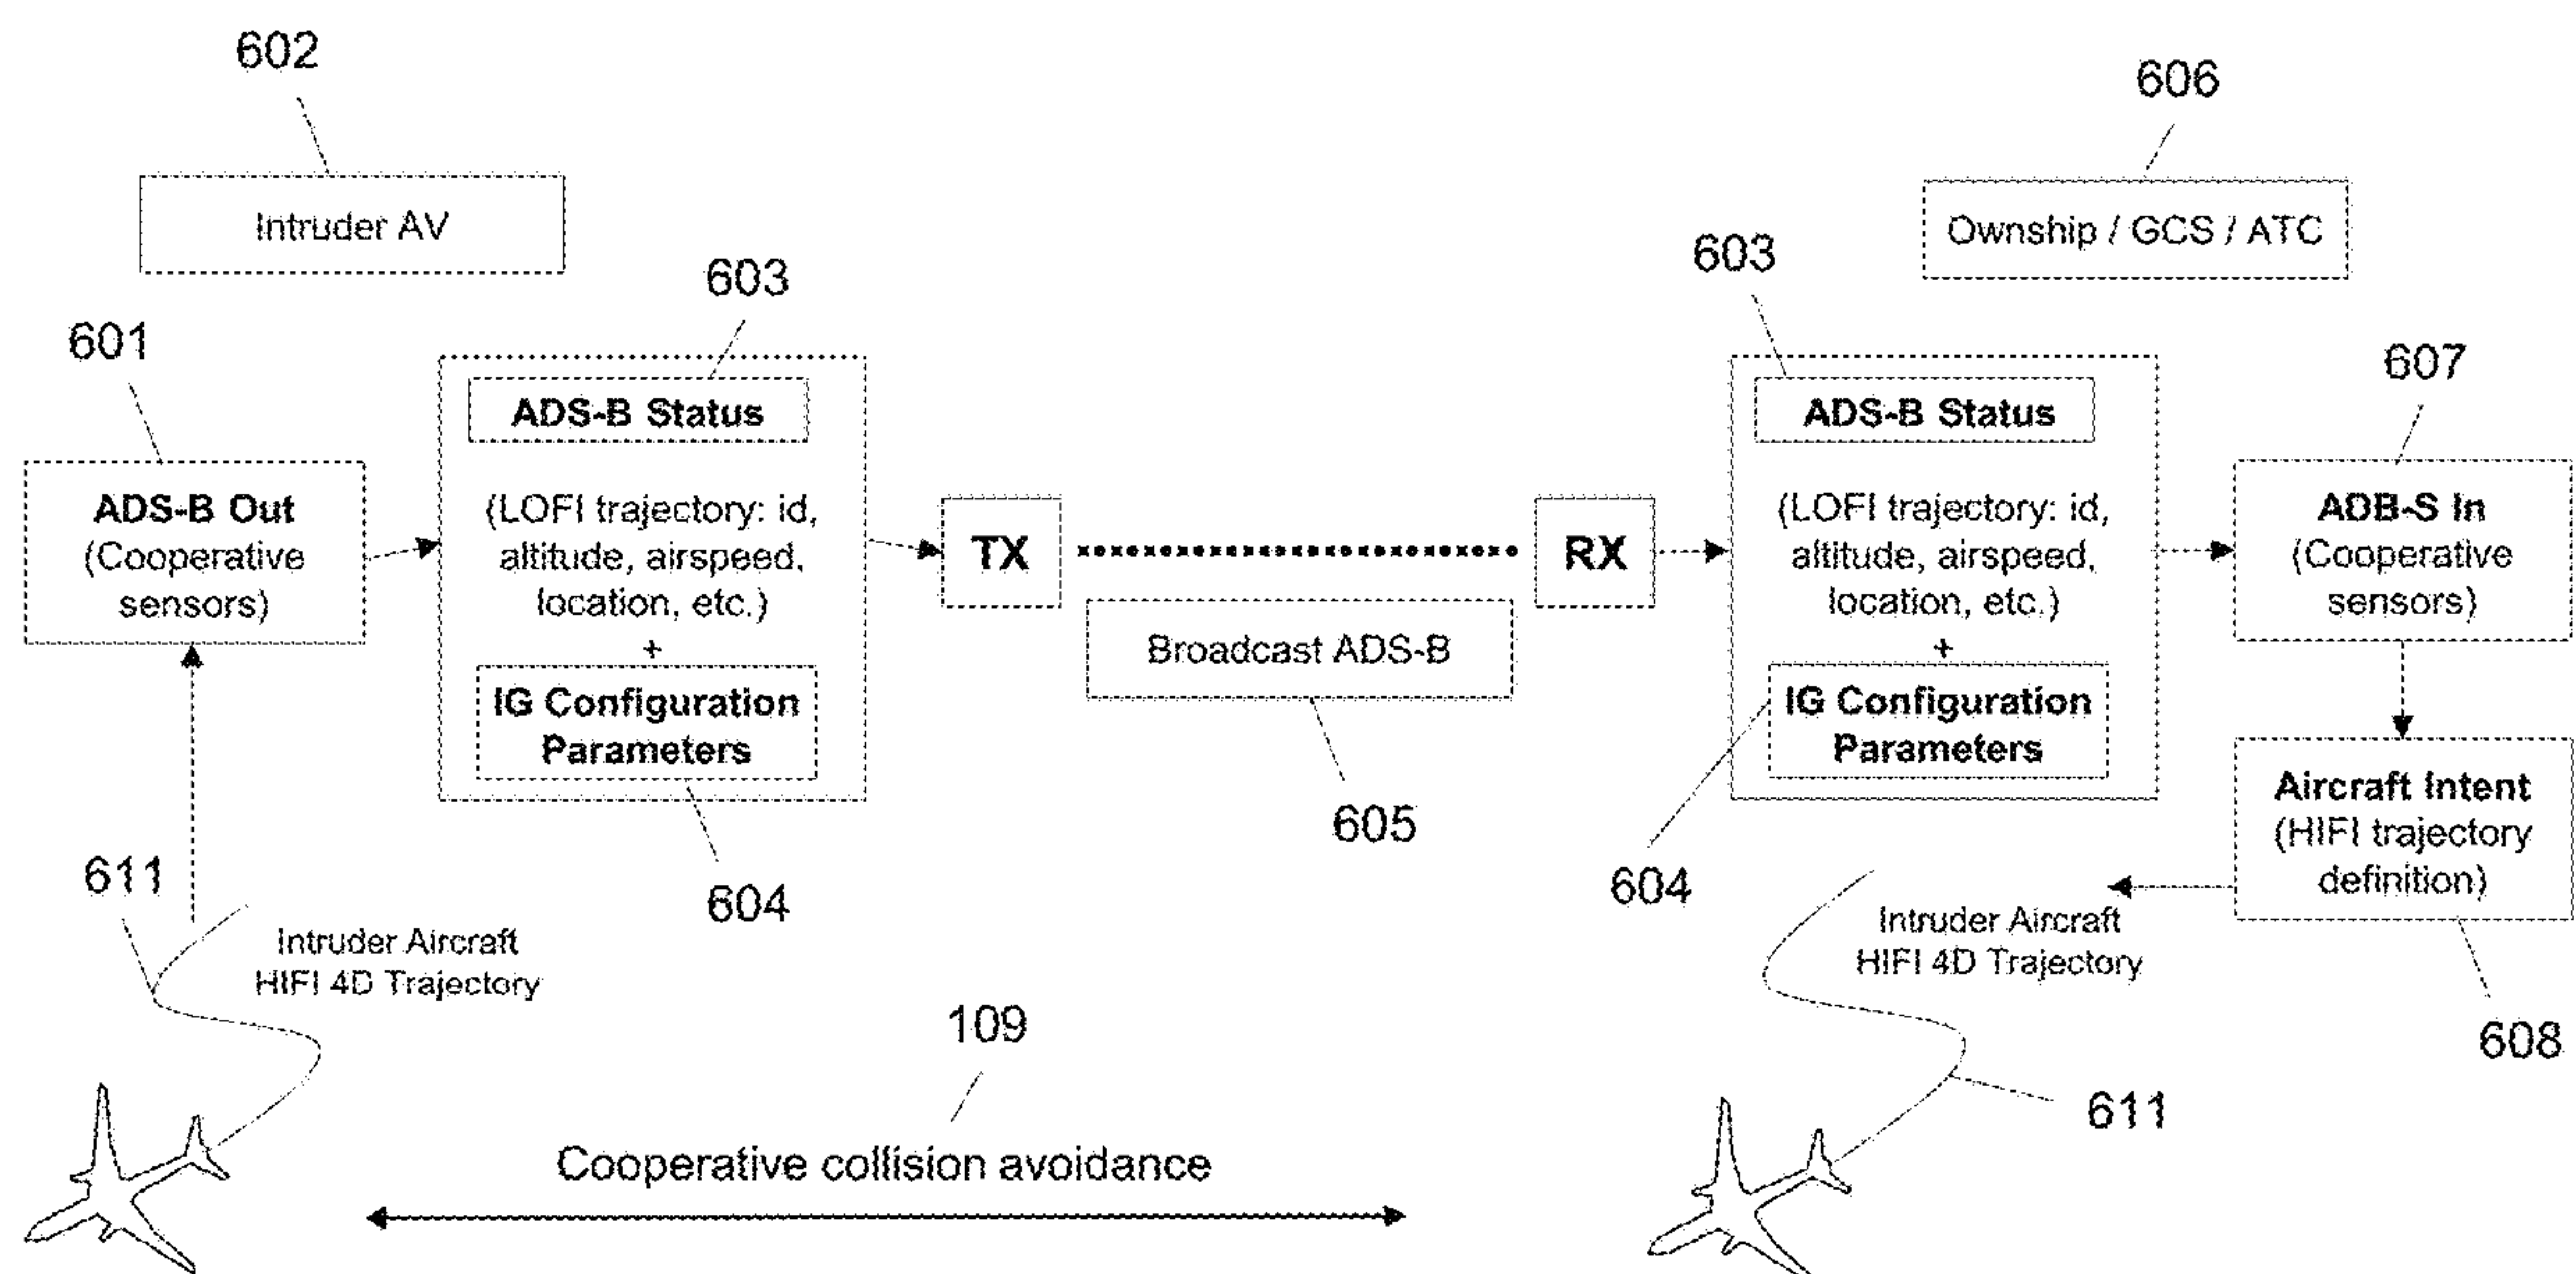 602
606
Intruder AV
Ownship / GCS / ATC
603
603
601
607
ADS-B Status
ADS-B Status
ADS-B Out
(Cooperative
sensors)
(LOFI trajectory: id,
altitude, airspeed,
location, etc.)
+
IG Configuration
Parameters
TX
RX
Broadcast ADS-B
(LOFI trajectory: id,
altitude, airspeed,
location, etc.)
+
IG Configuration
Parameters
ADB-S In
(Cooperative
sensors)
Aircraft Intent
(HIFI trajectory
definition)
605
611
604
604
Intruder Aircraft
HIFI 4D Trajectory
Intruder Aircraft
HIFI 4D Trajectory
109
608
611
Cooperative collision avoidance